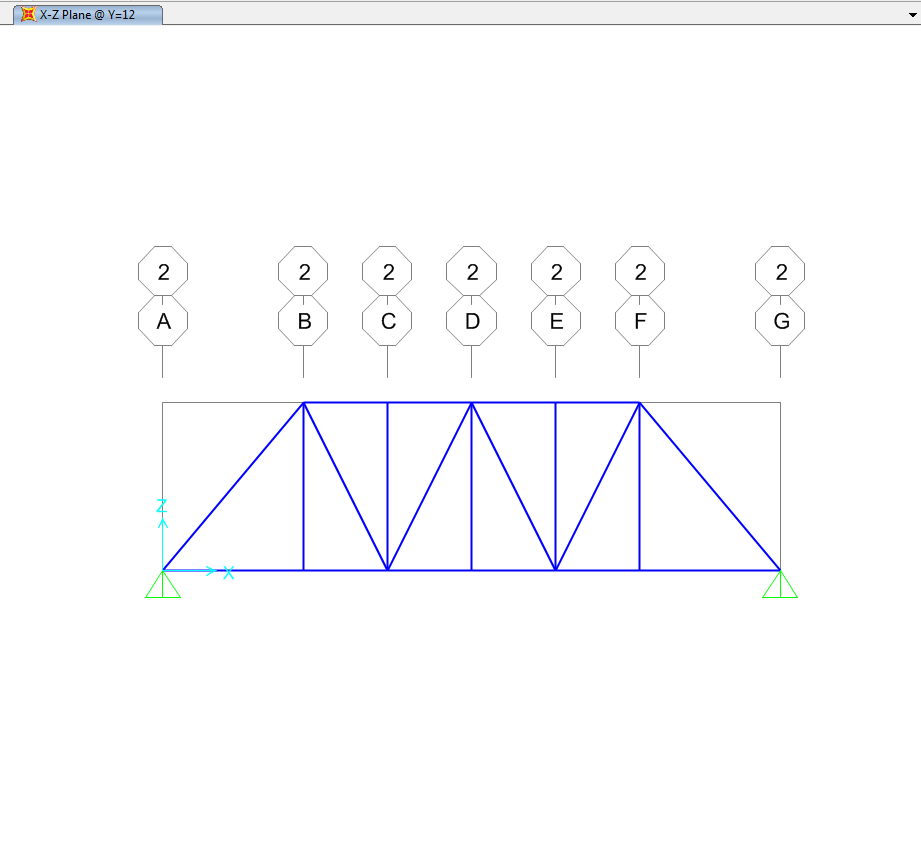 X-Z Plane @ Y=12
2 2 2 2 2 2 2
A B C D E F G
Z
X